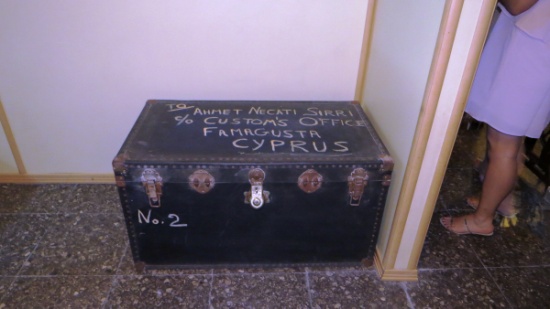 TO AHMET NECATI SIRRI
c/o CUSTOM'S OFFICE
FAMAGUSTA
CYPRUS
No. 2